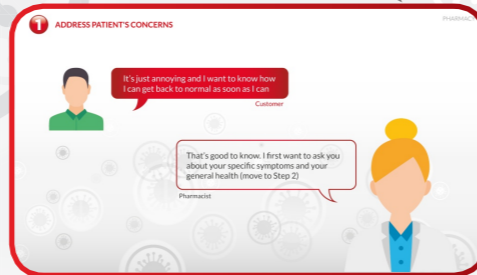 1 ADDRESS PATIENT'S CONCERNS
PHARMACY
It's just annoying and I want to know how
I can get back to normal as soon as I can
Customer
That's good to know. I first want to ask you
about your specific symptoms and your
general health (move to Step 2)
Pharmacist